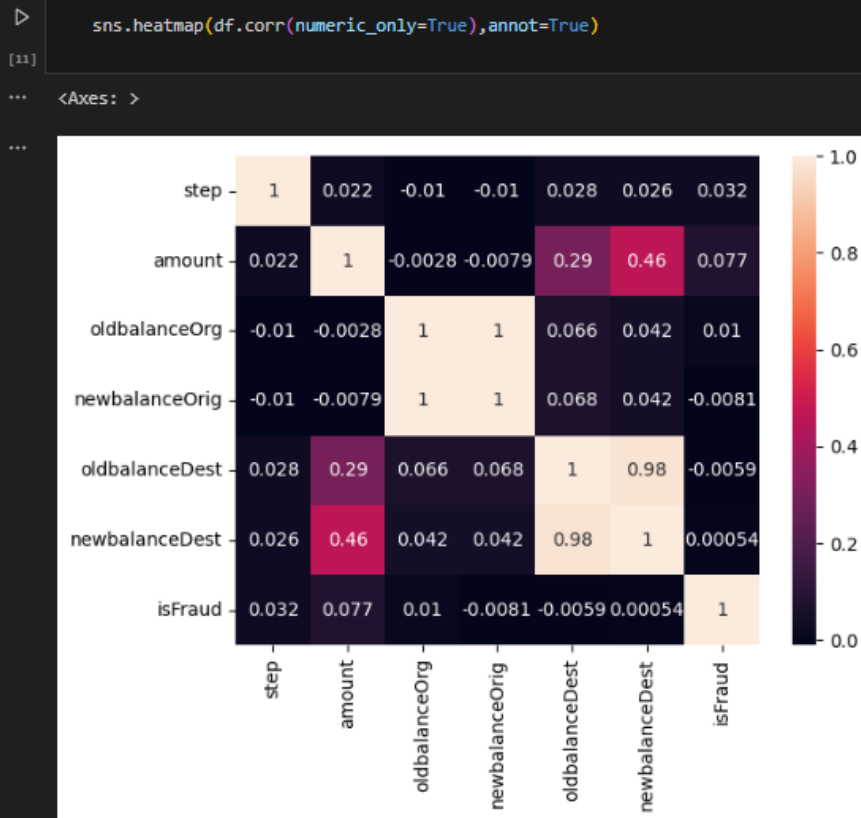 sns.heatmap(df.corr(numeric_only=True),annot=True)
[11]
... <Axes: >
...
step 1 0.022 -0.01 -0.01 0.028 0.026 0.032
amount 0.022 1 -0.0028 -0.0079 0.29 0.46 0.077
oldbalanceOrg -0.01 -0.0028 1 1 0.066 0.042 0.01
newbalanceOrig -0.01 -0.0079 1 1 0.068 0.042 -0.0081
oldbalanceDest 0.028 0.29 0.066 0.068 1 0.98 -0.0059
newbalanceDest 0.026 0.46 0.042 0.042 0.98 1 0.00054
isFraud 0.032 0.077 0.01 -0.0081 -0.0059 0.00054 1
step
amount
oldbalanceOrg
newbalanceOrig
oldbalanceDest
newbalanceDest
isFraud
1.0
0.8
0.6
0.4
0.2
0.0